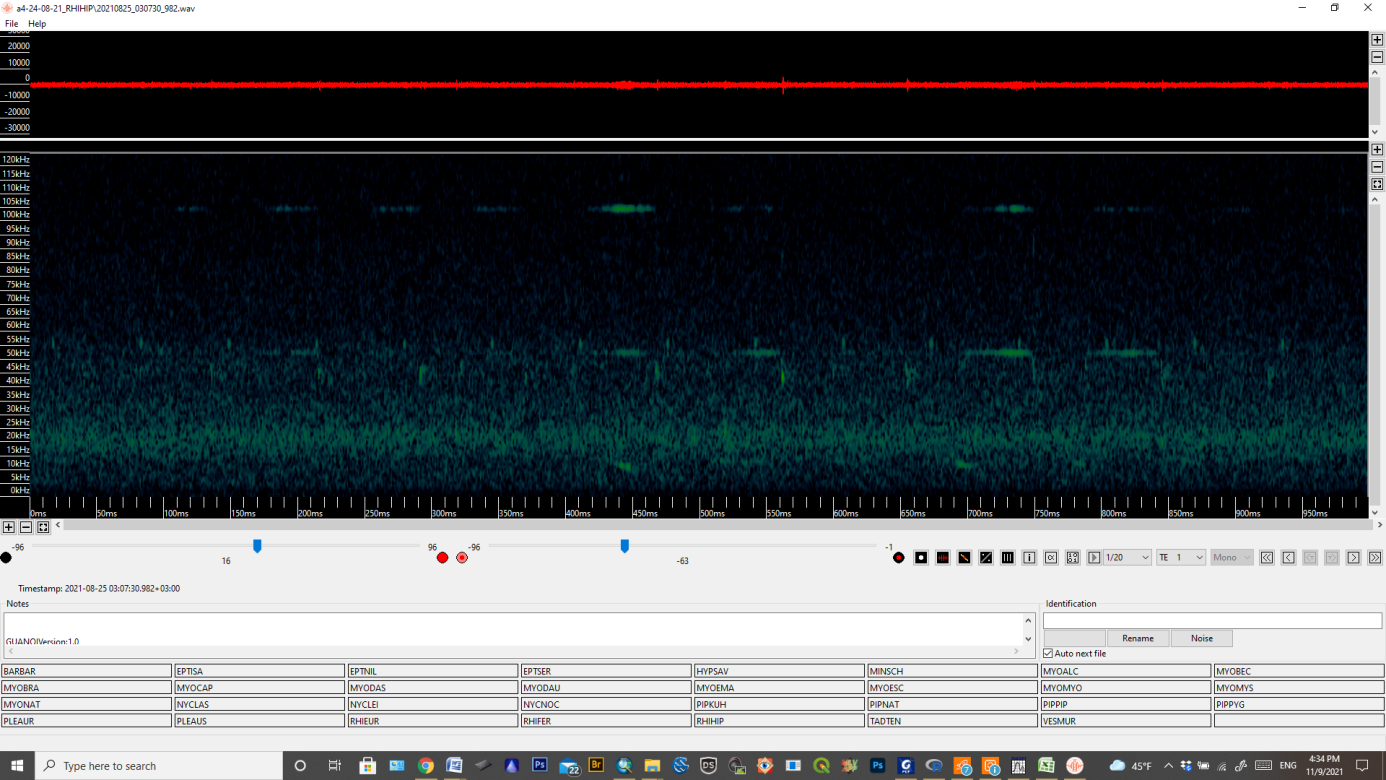 a4-24-08-21_RHIHIP\20210825_030730_982.wav
File Help
30000
20000
10000
0
-10000
-20000
-30000
120kHz
115kHz
110kHz
105kHz
100kHz
95kHz
90kHz
85kHz
80kHz
75kHz
70kHz
65kHz
60kHz
55kHz
50kHz
45kHz
40kHz
35kHz
30kHz
25kHz
20kHz
15kHz
10kHz
5kHz
0kHz
0ms 50ms 100ms 150ms 200ms 250ms 300ms 350ms 400ms 450ms 500ms 550ms 600ms 650ms 700ms 750ms 800ms 850ms 900ms 950ms
-96 96 -96 -1
16 -63
1/20 TE 1 Mono
Timestamp: 2021-08-25 03:07:30.982+03:00
Notes Identification
GUANO|Version:1.0
Rename Noise
Auto next file
BARBAR EPTISA EPTNIL EPTSER HYPSAV MINSCH MYOALC MYOBEC
MYOBRA MYOCAP MYODAS MYODAU MYOEMA MYOESC MYOMYO MYOMYS
MYONAT NYCLAS NYCLEI NYCNOC PIPKUH PIPNAT PIPPIP PIPPYG
PLEAUR PLEAUS RHIEUR RHIFER RHIHIP TADTEN VESMUR
Type here to search
22
7
1
45°F ENG
4:34 PM
11/9/2021